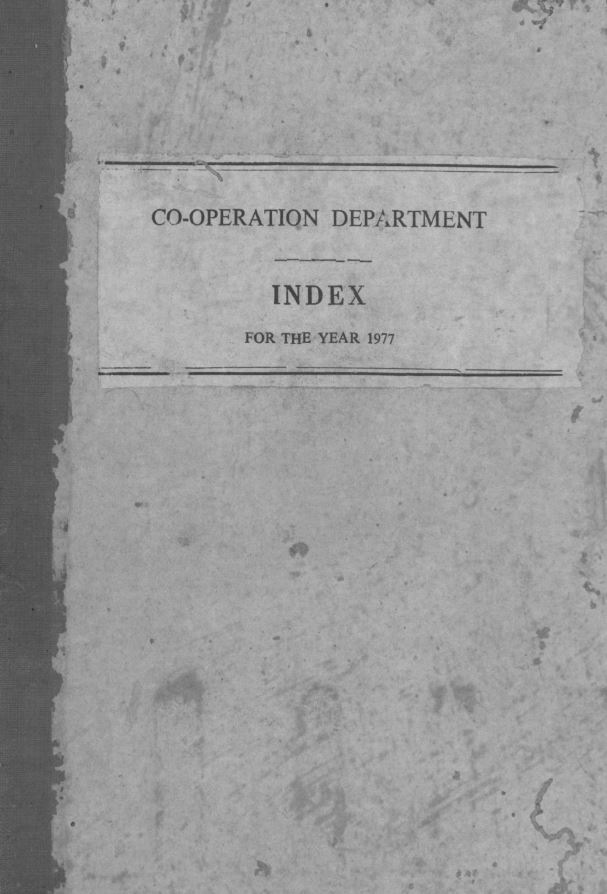 CO-OPERATION DEPARTMENT
INDEX
FOR THE YEAR 1977